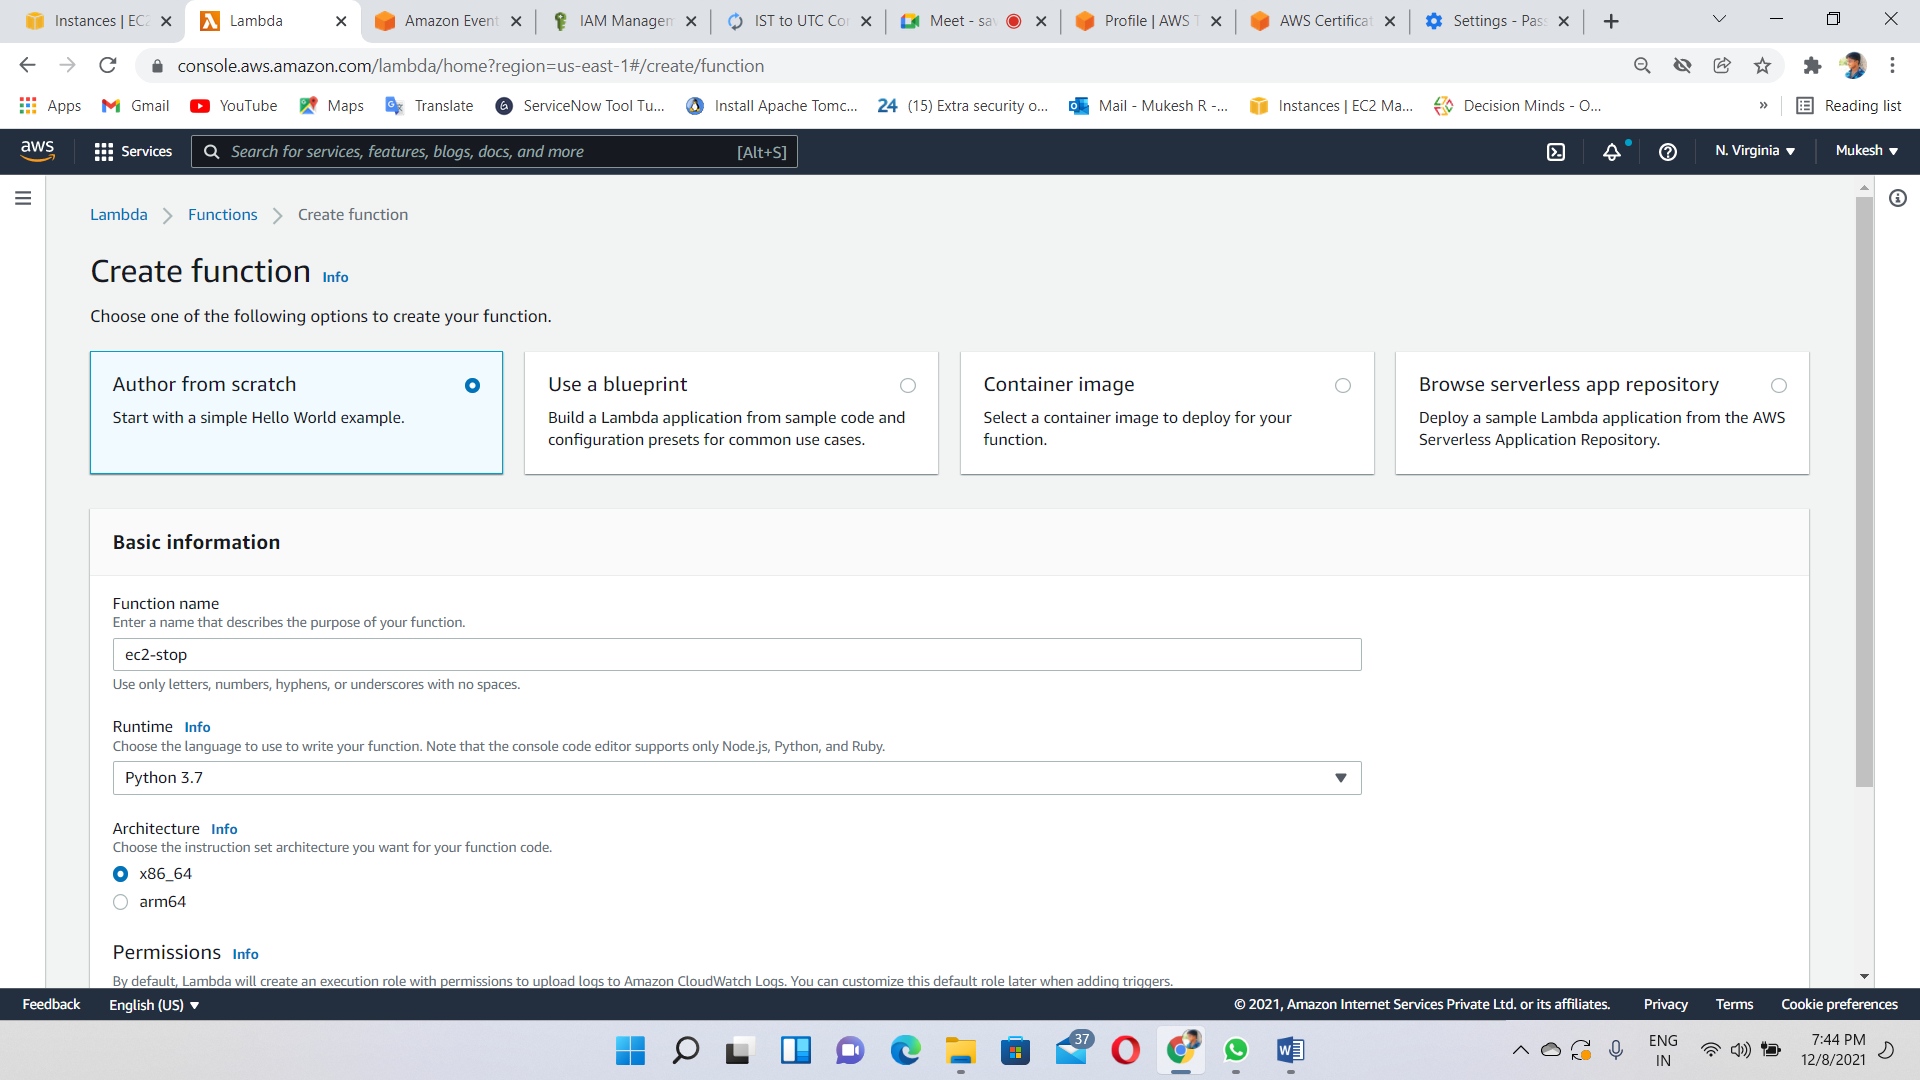 Instances | EC2
Lambda
Amazon Event
IAM Managem
IST to UTC Con
Meet - sav
Profile | AWS T
AWS Certificat
Settings - Pass
console.aws.amazon.com/lambda/home?region=us-east-1#/create/function
Apps
Gmail
YouTube
Maps
Translate
ServiceNow Tool Tu...
Install Apache Tomc...
24 (15) Extra security o...
Mail - Mukesh R -...
Instances | EC2 Ma...
Decision Minds - O...
»
Reading list
aws
Services
Search for services, features, blogs, docs, and more
[Alt+S]
N. Virginia
Mukesh
Lambda
Functions
Create function
Create function Info
Choose one of the following options to create your function.
Author from scratch
Start with a simple Hello World example.
Use a blueprint
Build a Lambda application from sample code and
configuration presets for common use cases.
Container image
Select a container image to deploy for your
function.
Browse serverless app repository
Deploy a sample Lambda application from the AWS
Serverless Application Repository.
Basic information
Function name
Enter a name that describes the purpose of your function.
ec2-stop
Use only letters, numbers, hyphens, or underscores with no spaces.
Runtime Info
Choose the language to use to write your function. Note that the console code editor supports only Node.js, Python, and Ruby.
Python 3.7
Architecture Info
Choose the instruction set architecture you want for your function code.
x86_64
arm64
Permissions Info
By default, Lambda will create an execution role with permissions to upload logs to Amazon CloudWatch Logs. You can customize this default role later when adding triggers.
Feedback
English (US)
© 2021, Amazon Internet Services Private Ltd. or its affiliates.
Privacy
Terms
Cookie preferences
37
ENG
IN
7:44 PM
12/8/2021